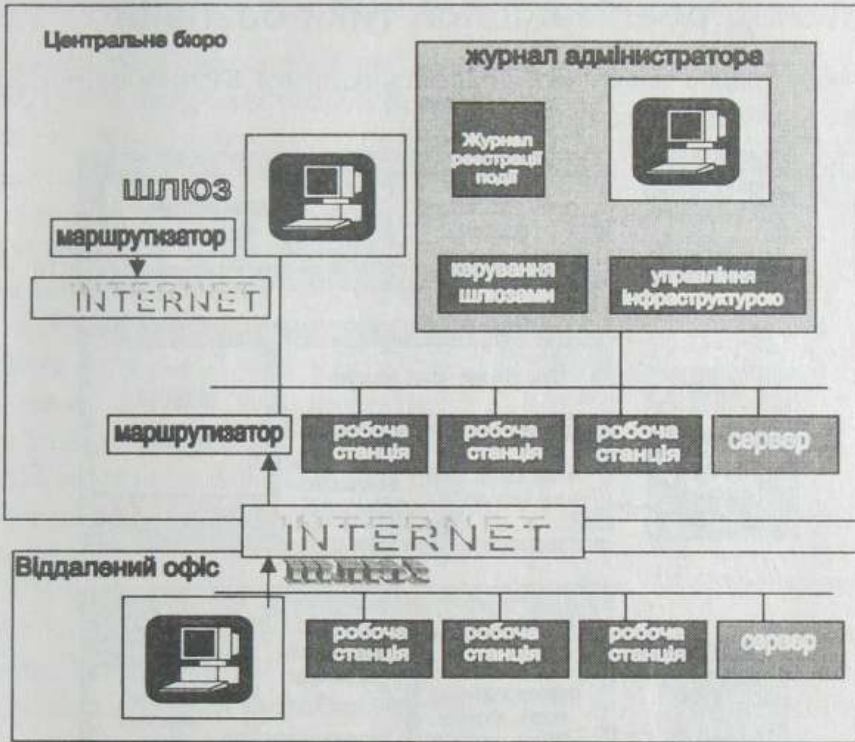 Центральне бюро
журнал адміністратора
Журнал
реєстрації
події
шлюз
маршрутизатор
INTERNET
керування
шлюзами
управління
інфраструктурою
маршрутизатор
робоча
станція
робоча
станція
робоча
станція
сервер
INTERNET
Віддалений офіс
робоча
станція
робоча
станція
робоча
станція
сервер